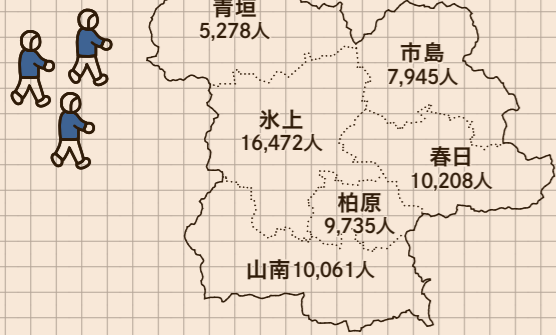 青垣
5,278人
市島
7,945人
氷上
16,472人
春日
10,208人
柏原
9,735人
山南10,061人